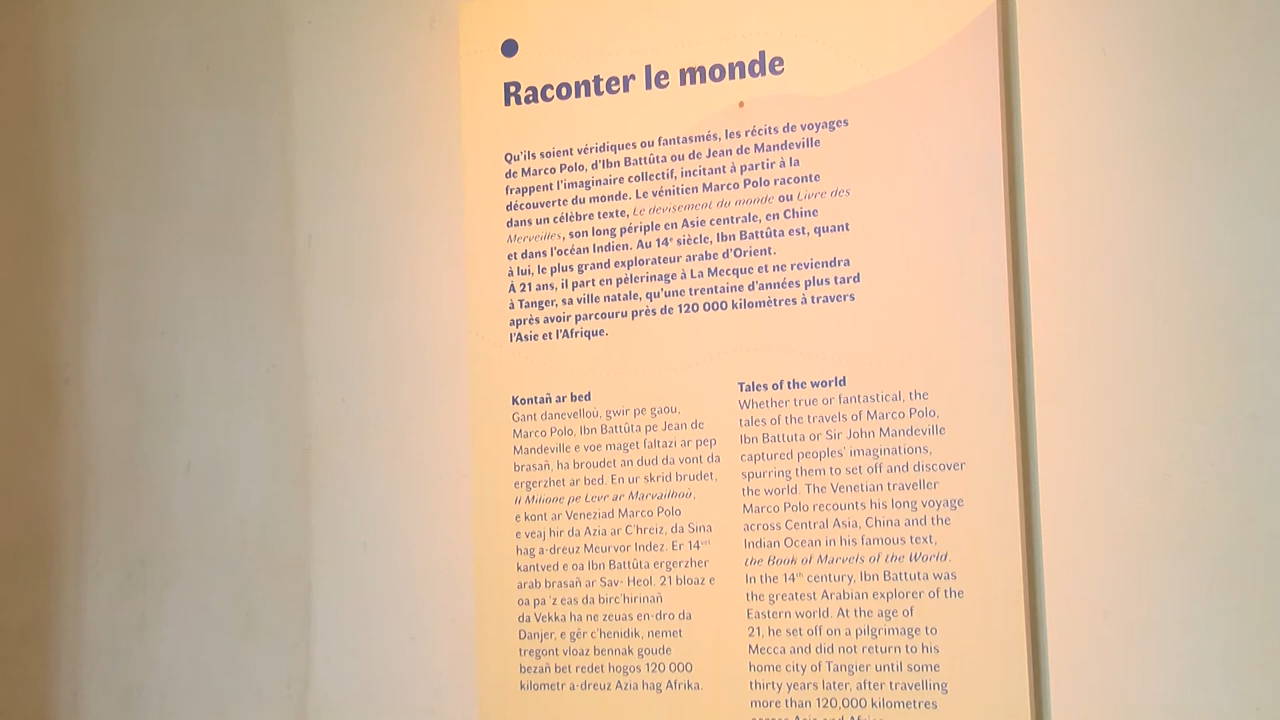 Raconter le monde
Qu'ils soient véridiques ou fantasmés, les récits de voyages
de Marco Polo, d'Ibn Battûta ou de Jean de Mandeville
frappent l'imaginaire collectif, incitant à partir à la
découverte du monde. Le vénitien Marco Polo raconte
dans un célèbre texte, Le devisement du monde ou Livre des
Merveilles, son long périple en Asie centrale, en Chine
et dans l'océan Indien. Au 14e siècle, Ibn Battûta est, quant
à lui, le plus grand explorateur arabe d'Orient.
À 21 ans, il part en pèlerinage à La Mecque et ne reviendra
à Tanger, sa ville natale, qu'une trentaine d'années plus tard
après avoir parcouru près de 120 000 kilomètres à travers
l'Asie et l'Afrique.
Kontañ ar bed
Gant danevelloù, gwir pe gaou,
Marco Polo, Ibn Battûta pe Jean de
Mandeville e voe maget faltazi ar pep
brasañ, ha broudet an dud da vont da
ergerzhet ar bed. En ur skrid brudet,
Il Milione pe Levr ar Marvailhoù,
e kont ar Veneziad Marco Polo
e veaj hir da Azia ar C'hreiz, da Sina
hag a-dreuz Meurvor Indez. Er 14vet
kantved e oa Ibn Battûta ergerzher
arab brasañ ar Sav- Heol. 21 bloaz e
oa pa 'z eas da birc'hirinañ
da Vekka ha ne zeuas en-dro da
Danjer, e gêr c'henidik, nemet
tregont vloaz bennak goude
bezañ bet redet hogos 120 000
kilometr a-dreuz Azia hag Afrika.
Tales of the world
Whether true or fantastical, the
tales of the travels of Marco Polo,
Ibn Battuta or Sir John Mandeville
captured peoples' imaginations,
spurring them to set off and discover
the world. The Venetian traveller
Marco Polo recounts his long voyage
across Central Asia, China and the
Indian Ocean in his famous text,
the Book of Marvels of the World.
In the 14th century, Ibn Battuta was
the greatest Arabian explorer of the
Eastern world. At the age of
21, he set off on a pilgrimage to
Mecca and did not return to his
home city of Tangier until some
thirty years later, after travelling
more than 120,000 kilometres